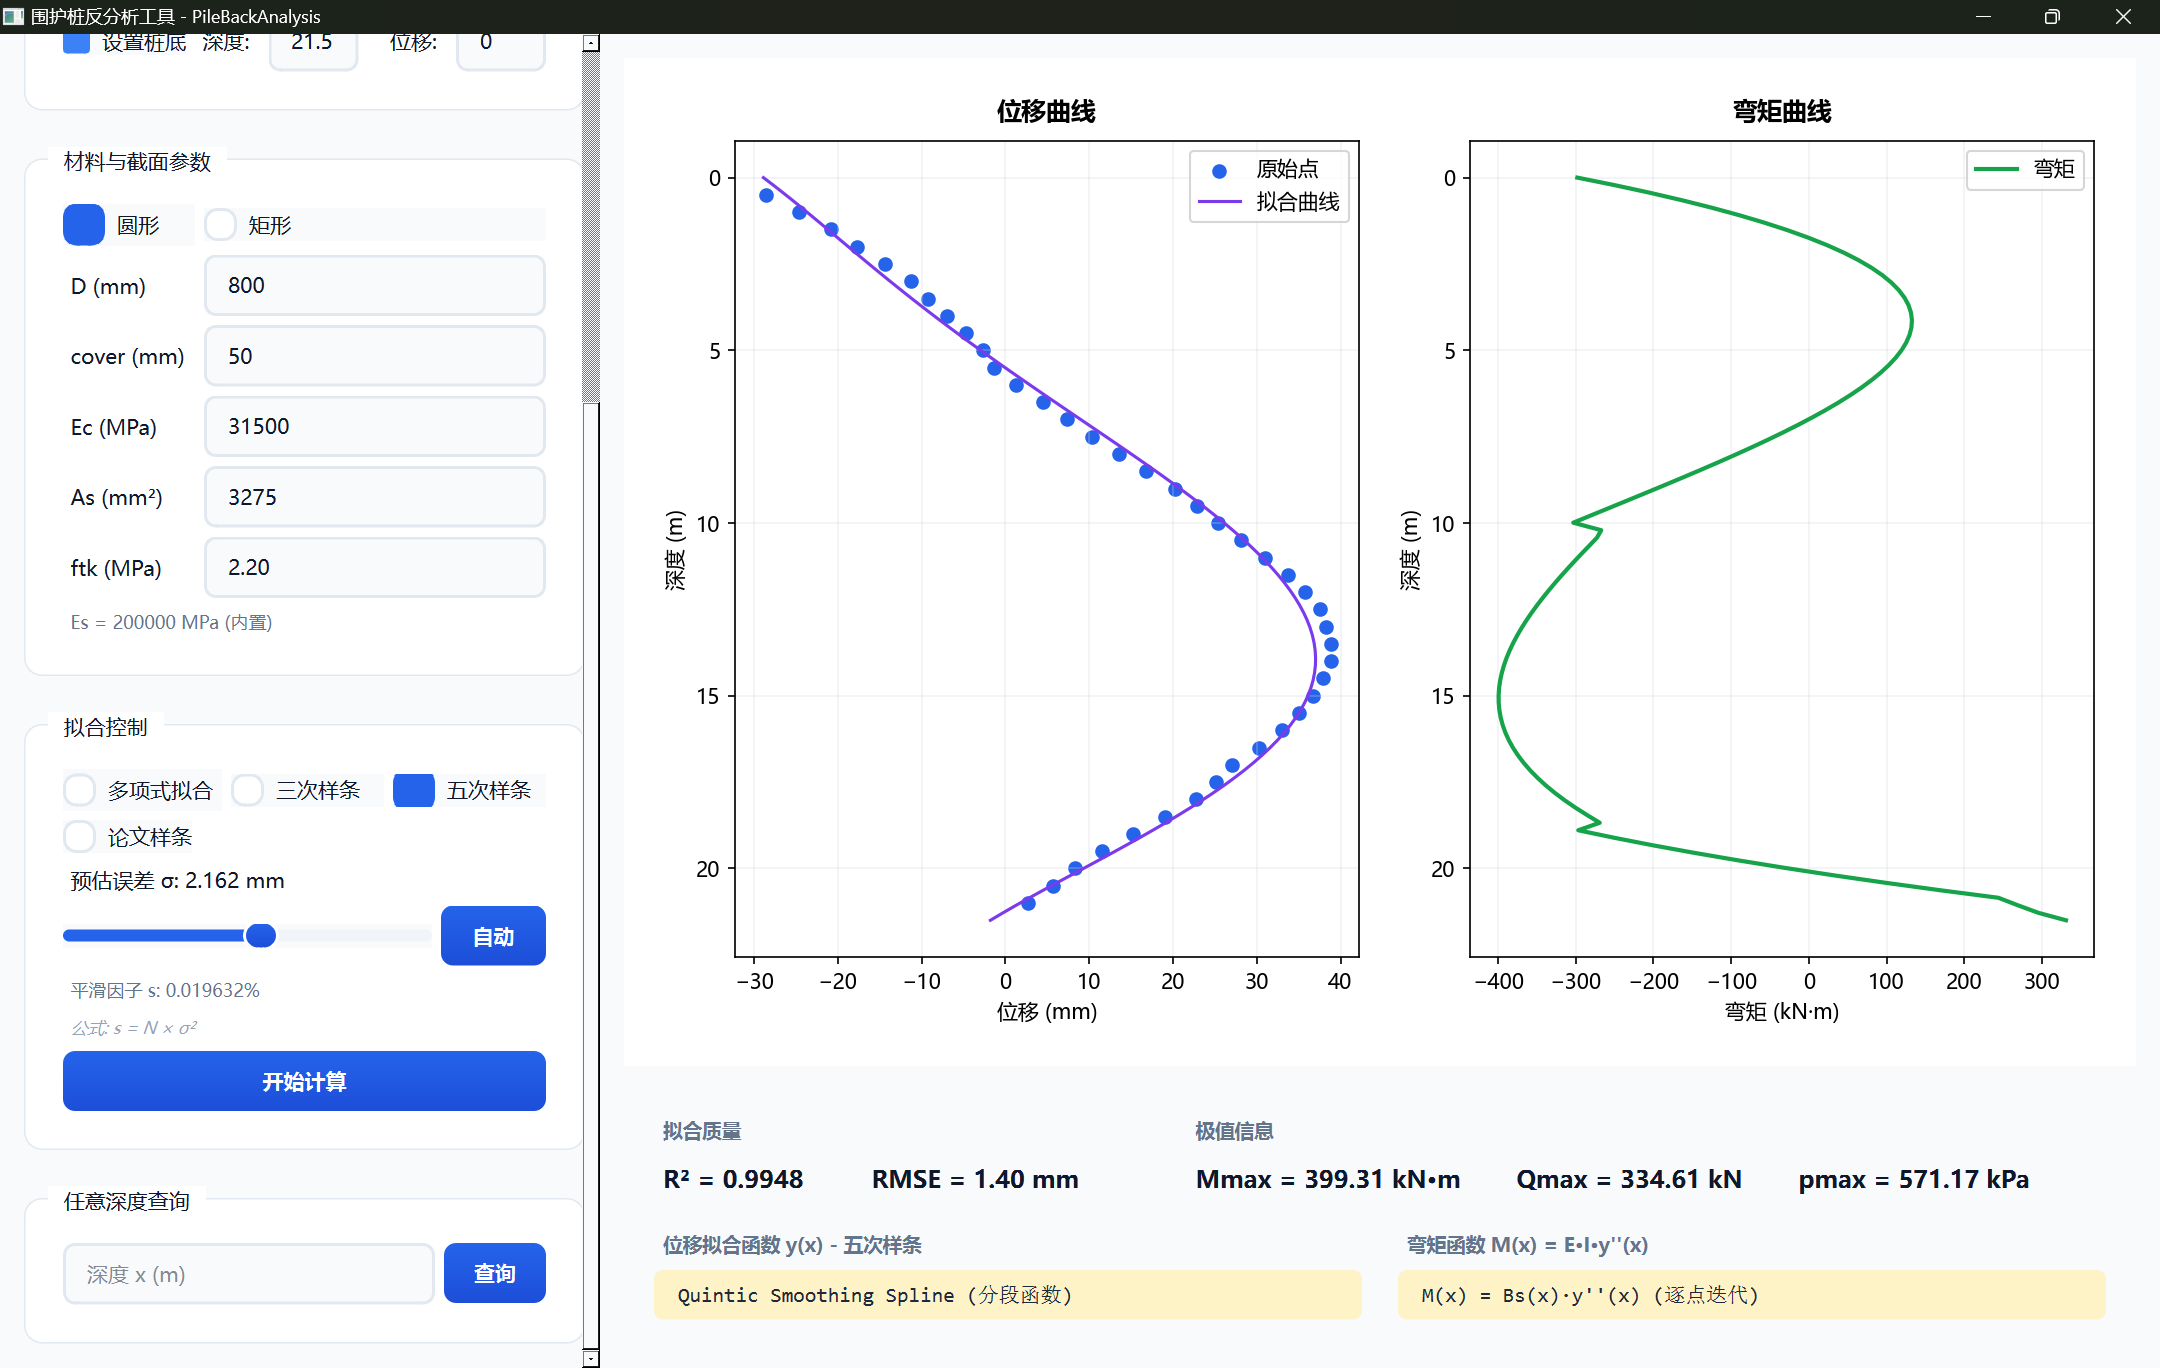 围护桩反分析工具 - PileBackAnalysis
设置桩底 深度: 21.5 位移: 0
材料与截面参数
圆形 矩形
D (mm) 800
cover (mm) 50
Ec (MPa) 31500
As (mm²) 3275
ftk (MPa) 2.20
Es = 200000 MPa (内置)
拟合控制
多项式拟合 三次样条 五次样条
论文样条
预估误差 σ: 2.162 mm
自动
平滑因子 s: 0.019632%
公式: s = N × σ²
开始计算
任意深度查询
深度 x (m) 查询
位移曲线
原始点
拟合曲线
0
5
10
15
20
深度 (m)
−30 −20 −10 0 10 20 30 40
位移 (mm)
弯矩曲线
弯矩
0
5
10
15
20
深度 (m)
−400 −300 −200 −100 0 100 200 300
弯矩 (kN·m)
拟合质量
R² = 0.9948 RMSE = 1.40 mm
极值信息
Mmax = 399.31 kN•m Qmax = 334.61 kN pmax = 571.17 kPa
位移拟合函数 y(x) - 五次样条
Quintic Smoothing Spline (分段函数)
弯矩函数 M(x) = E•I•y''(x)
M(x) = Bs(x)·y''(x) (逐点迭代)